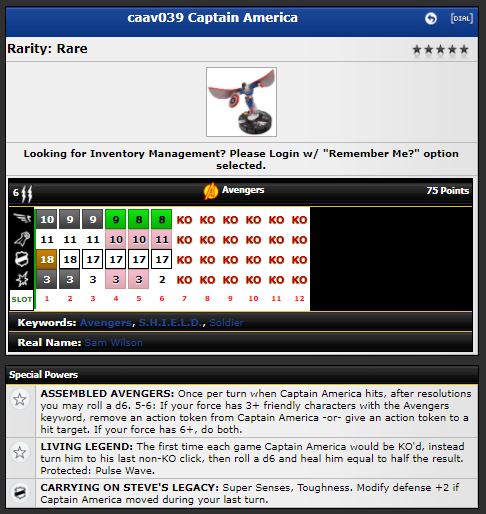 caav039 Captain America
[DIAL]
Rarity: Rare
Looking for Inventory Management? Please Login w/ "Remember Me?" option
selected.
6 Avengers 75 Points
10 9 9 9 8 8 KO KO KO KO KO KO
11 11 11 10 10 11 KO KO KO KO KO KO
18 18 17 17 17 17 KO KO KO KO KO KO
3 3 3 3 3 2 KO KO KO KO KO KO
SLOT 1 2 3 4 5 6 7 8 9 10 11 12
Keywords: Avengers, S.H.I.E.L.D., Soldier
Real Name: Sam Wilson
Special Powers
ASSEMBLED AVENGERS: Once per turn when Captain America hits, after resolutions
you may roll a d6. 5-6: If your force has 3+ friendly characters with the Avengers
keyword, remove an action token from Captain America -or- give an action token to a
hit target. If your force has 6+, do both.
LIVING LEGEND: The first time each game Captain America would be KO'd, instead
turn him to his last non-KO click, then roll a d6 and heal him equal to half the result.
Protected: Pulse Wave.
CARRYING ON STEVE'S LEGACY: Super Senses, Toughness. Modify defense +2 if
Captain America moved during your last turn.